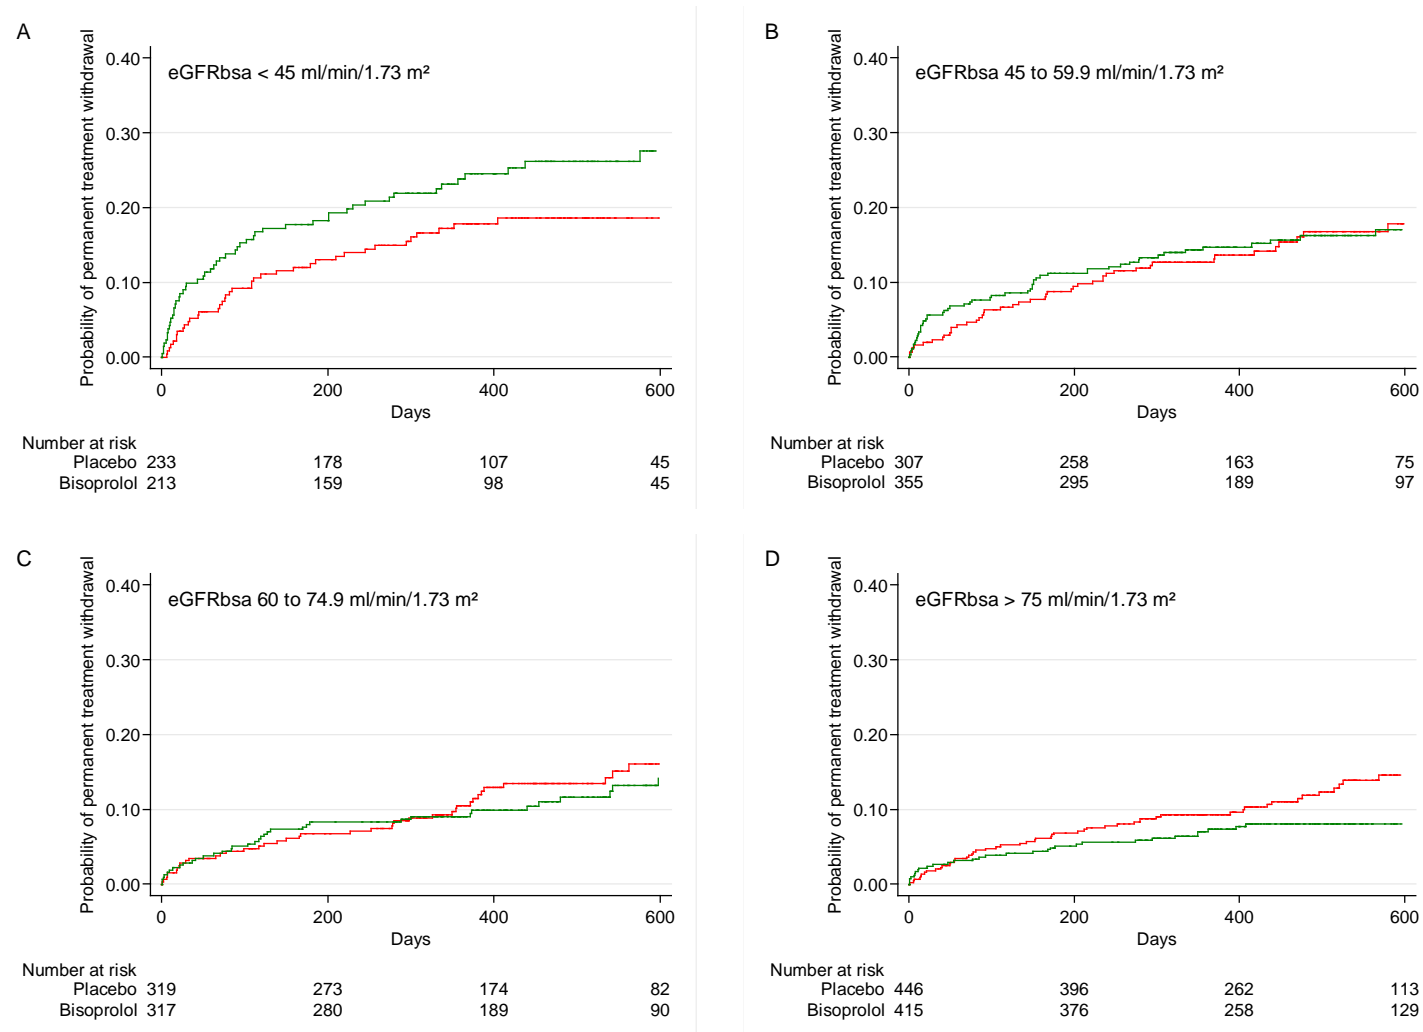 A
Probability of permanent treatment withdrawal
eGFRbsa < 45 ml/min/1.73 m²
0.40
0.30
0.20
0.10
0.00
0 200 400 600
Days
Number at risk
Placebo 233 178 107 45
Bisoprolol 213 159 98 45
B
Probability of permanent treatment withdrawal
eGFRbsa 45 to 59.9 ml/min/1.73 m²
0.40
0.30
0.20
0.10
0.00
0 200 400 600
Days
Number at risk
Placebo 307 258 163 75
Bisoprolol 355 295 189 97
C
Probability of permanent treatment withdrawal
eGFRbsa 60 to 74.9 ml/min/1.73 m²
0.40
0.30
0.20
0.10
0.00
0 200 400 600
Days
Number at risk
Placebo 319 273 174 82
Bisoprolol 317 280 189 90
D
Probability of permanent treatment withdrawal
eGFRbsa > 75 ml/min/1.73 m²
0.40
0.30
0.20
0.10
0.00
0 200 400 600
Days
Number at risk
Placebo 446 396 262 113
Bisoprolol 415 376 258 129